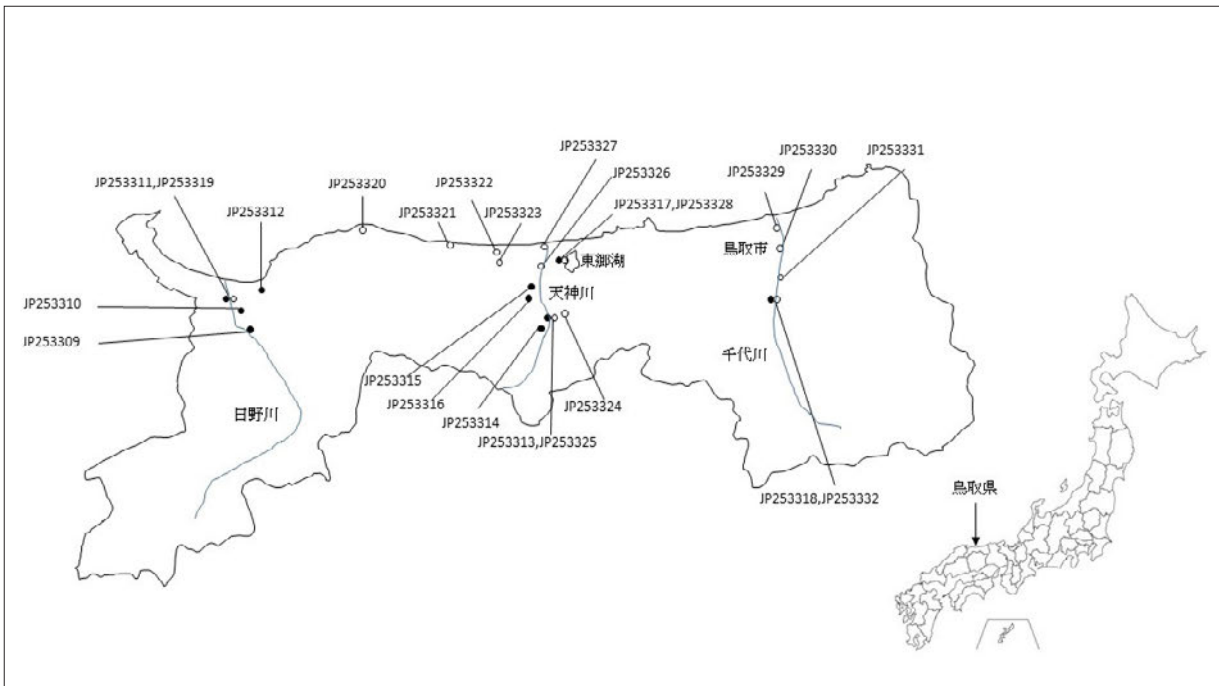 JP253327
JP253330
JP253331
JP253326
JP253329
JP253311,JP253319
JP253320
JP253322
JP253317,JP253328
JP253312
JP253321
JP253323
鳥取市
東郷湖
天神川
JP253310
JP253309
千代川
JP253315
JP253316
JP253324
日野川
JP253314
JP253313,JP253325
鳥取県
JP253318,JP253332